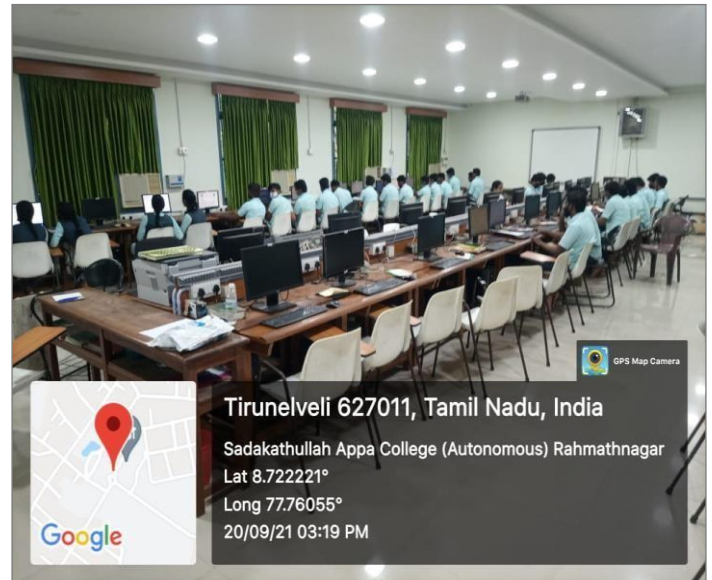 GPS Map Camera
Tirunelveli 627011, Tamil Nadu, India
Sadakathullah Appa College (Autonomous) Rahmathnagar
Lat 8.722221°
Long 77.76055°
20/09/21 03:19 PM
Google